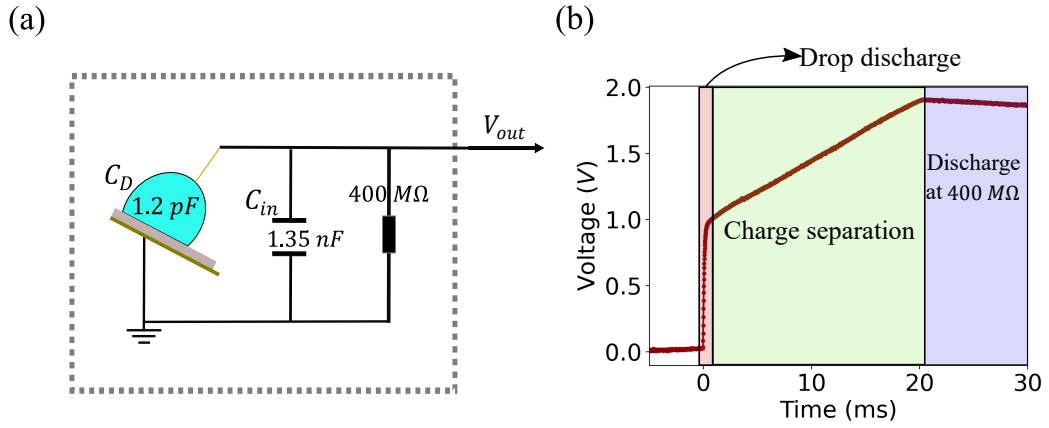 (a)
V_out
C_D
1.2 pF
C_in
1.35 nF
400 MΩ
(b)
Drop discharge
2.0
1.5
1.0
0.5
0.0
Voltage (V)
Charge separation
Discharge
at 400 MΩ
0 10 20 30
Time (ms)